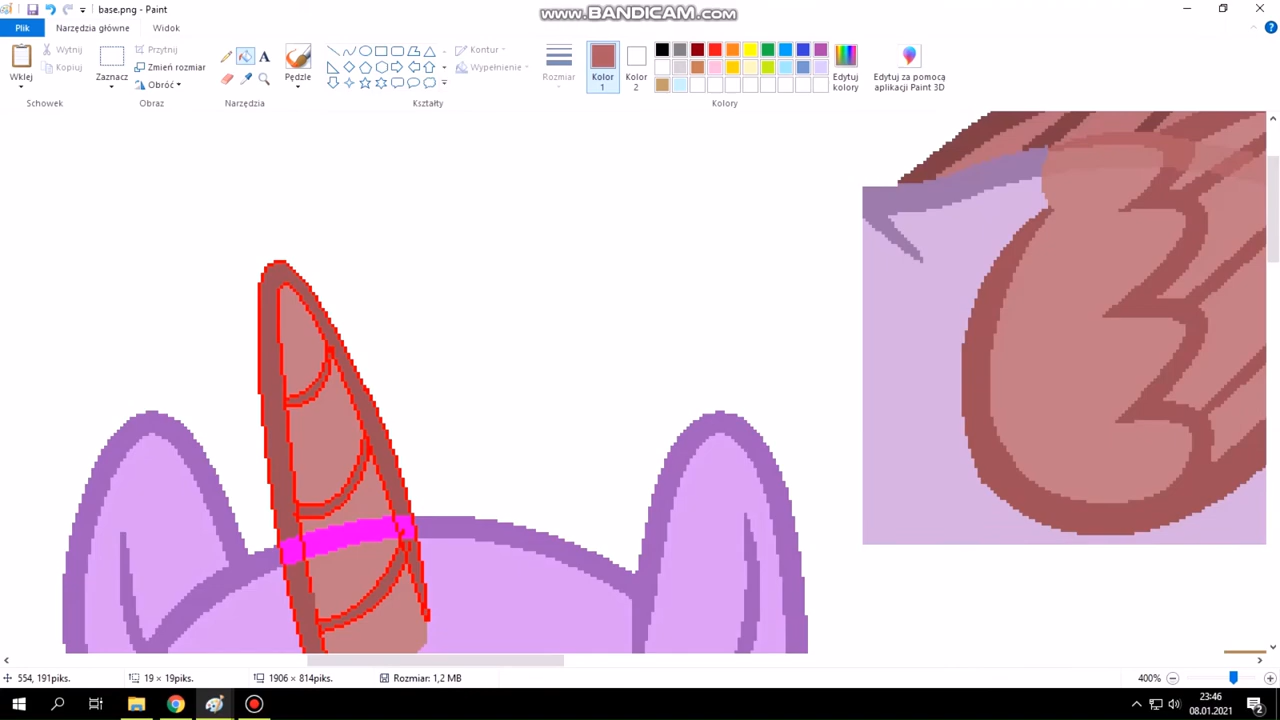 base.png - Paint
www.BANDICAM.com
Plik
Narzędzia główne
Widok
Wklej
Wytnij
Kopiuj
Schowek
Zaznacz
Przytnij
Zmień rozmiar
Obróć
Obraz
A
Narzędzia
Pędzle
Kształty
Kontur
Wypełnienie
Rozmiar
Kolor
1
Kolor
2
Kolory
Edytuj
kolory
Edytuj za pomocą
aplikacji Paint 3D
554, 191piks.
19 × 19piks.
1906 × 814piks.
Rozmiar: 1,2 MB
400%
23:46
08.01.2021
2